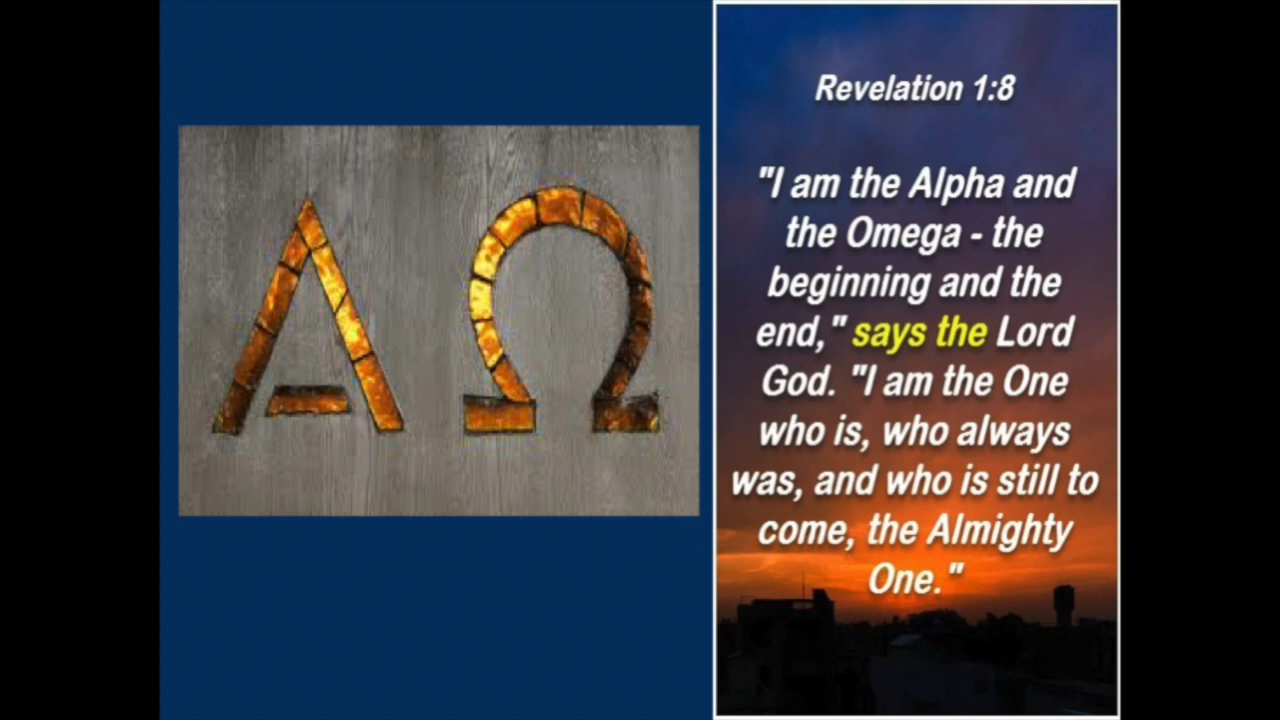 Α Ω
Revelation 1:8
"I am the Alpha and
the Omega - the
beginning and the
end," says the Lord
God. "I am the One
who is, who always
was, and who is still to
come, the Almighty
One."